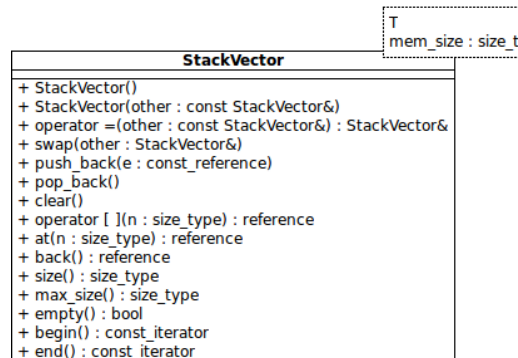 T
mem_size : size_t
StackVector
+ StackVector()
+ StackVector(other : const StackVector&)
+ operator =(other : const StackVector&) : StackVector&
+ swap(other : StackVector&)
+ push_back(e : const_reference)
+ pop_back()
+ clear()
+ operator [ ](n : size_type) : reference
+ at(n : size_type) : reference
+ back() : reference
+ size() : size_type
+ max_size() : size_type
+ empty() : bool
+ begin() : const_iterator
+ end() : const_iterator